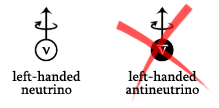 ν
left-handed
neutrino
ν̅
left-handed
antineutrino